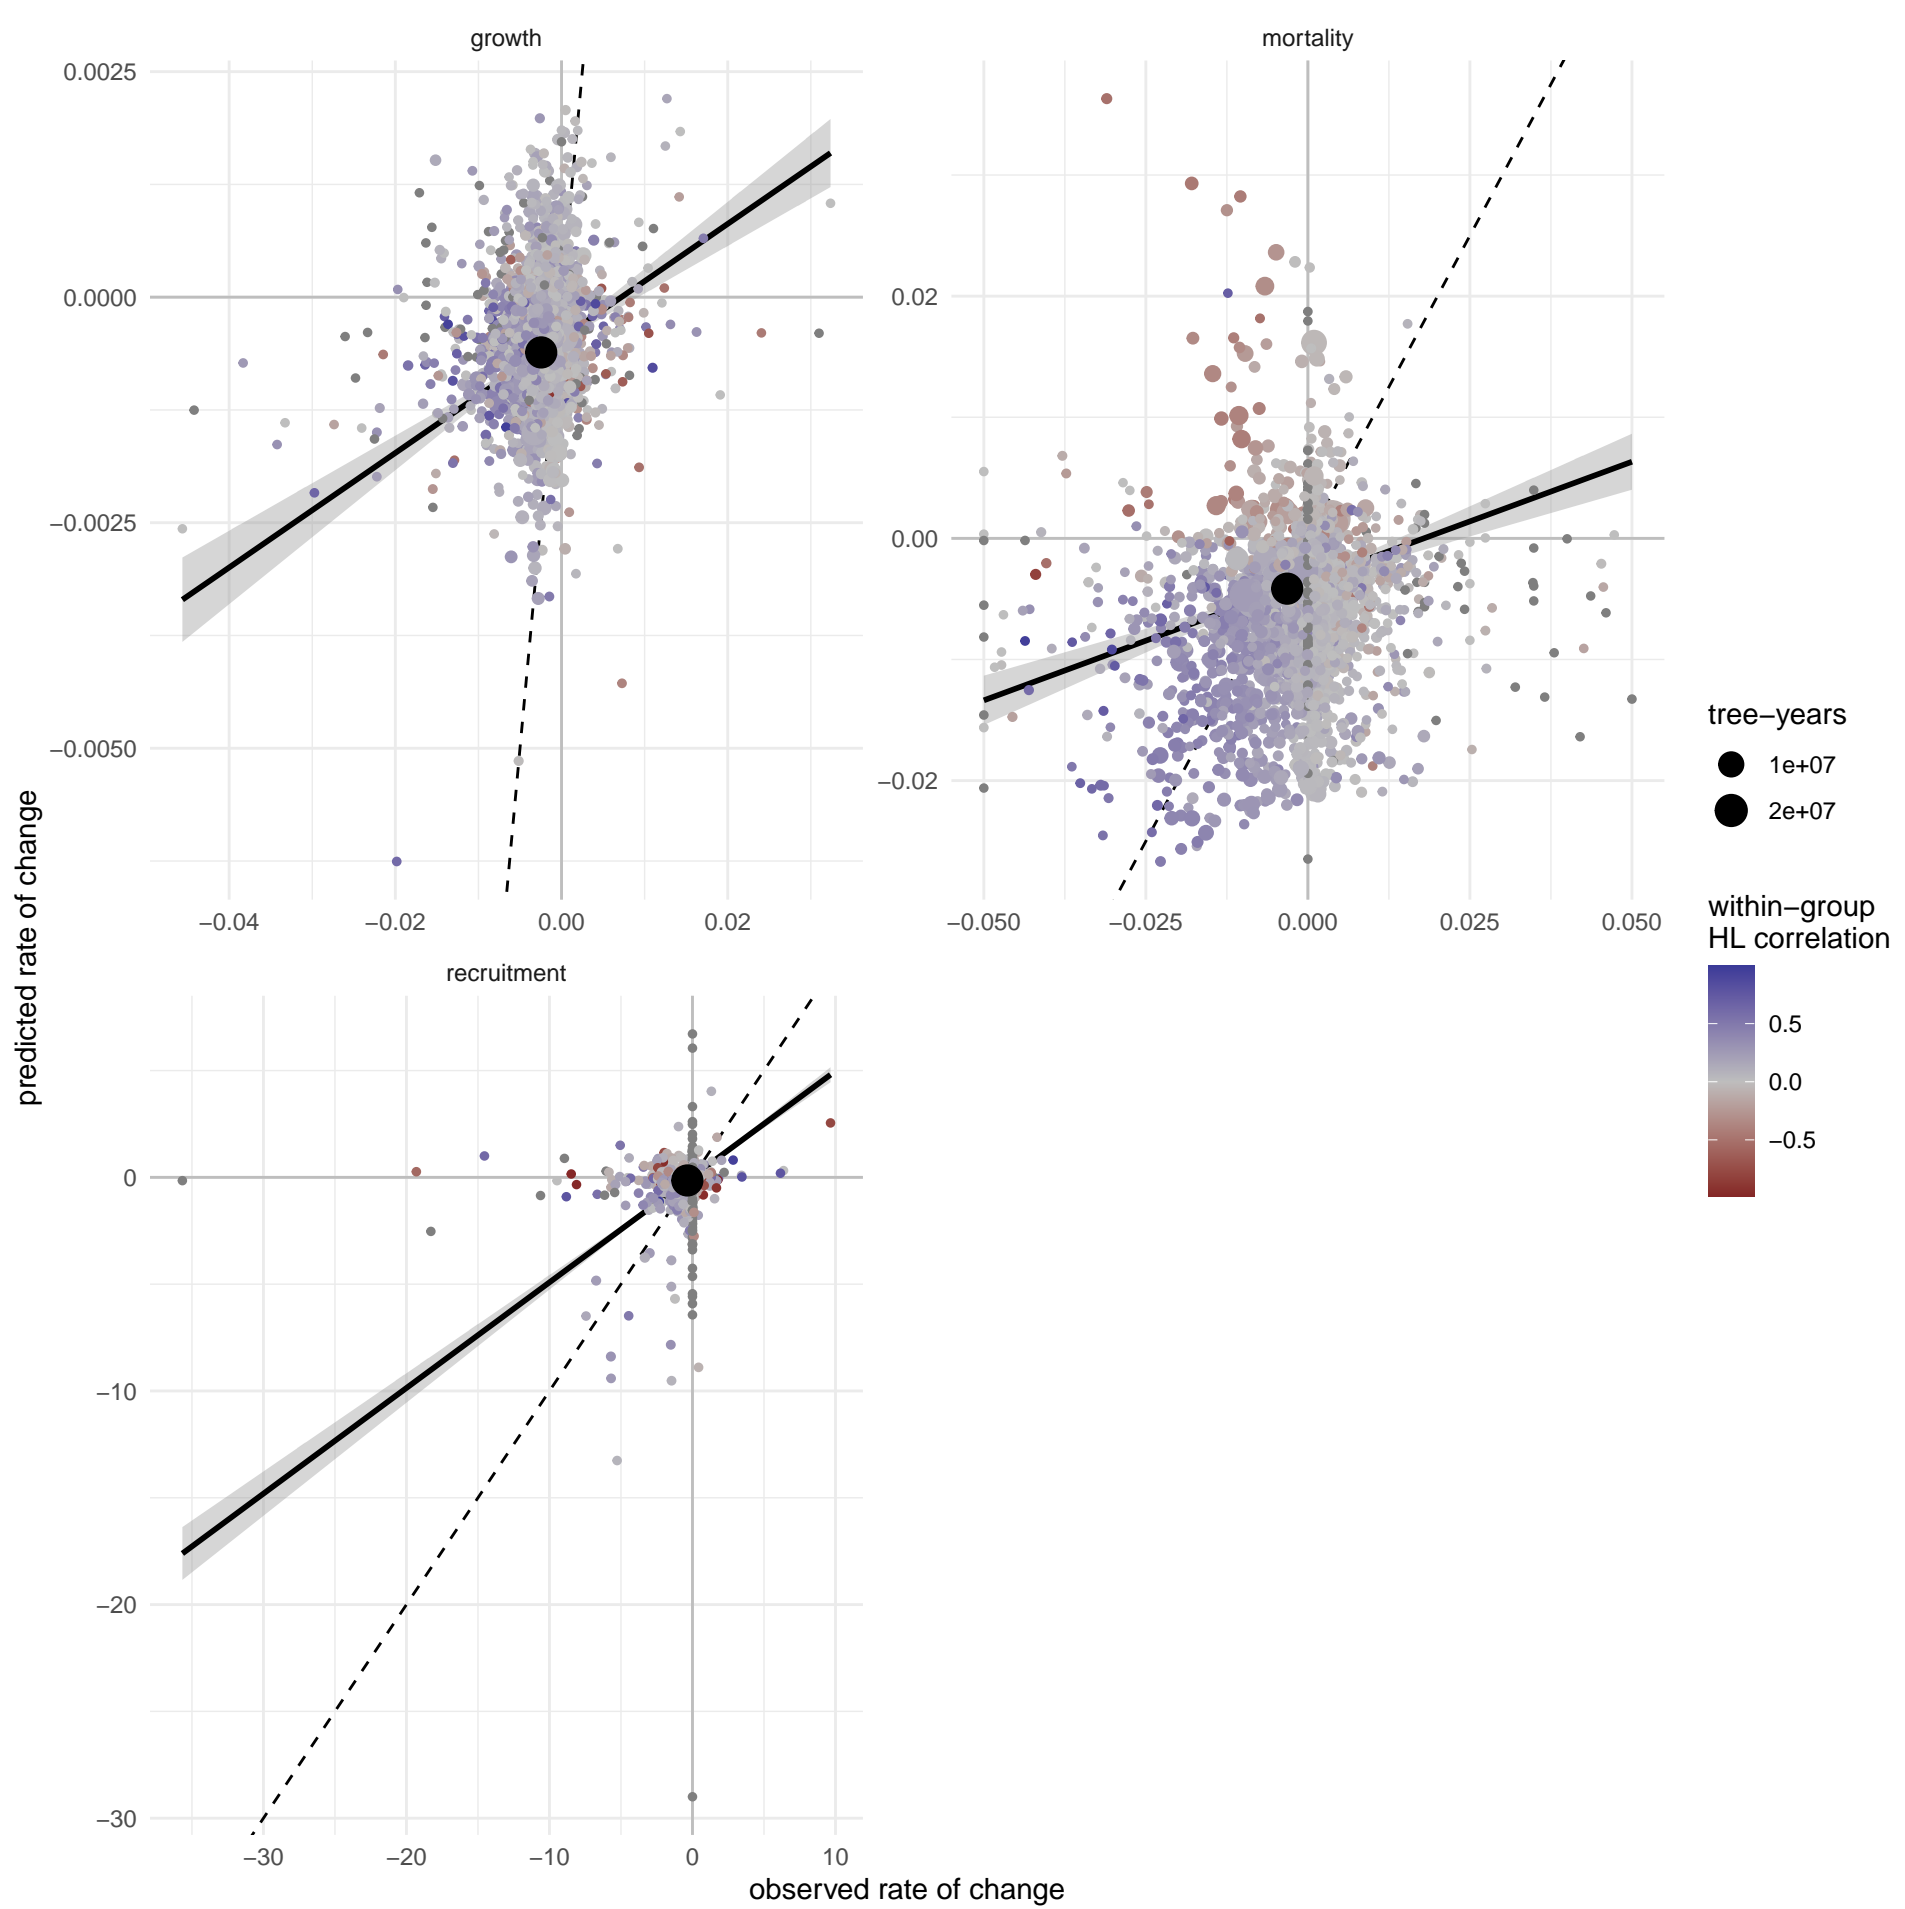 growth
mortality
0.0025
0.0000
−0.0025
−0.0050
−0.04
−0.02
0.00
0.02
0.02
0.00
−0.02
−0.050
−0.025
0.000
0.025
0.050
recruitment
0
−10
−20
−30
−30
−20
−10
0
10
predicted rate of change
observed rate of change
tree−years
1e+07
2e+07
within−group
HL correlation
0.5
0.0
−0.5